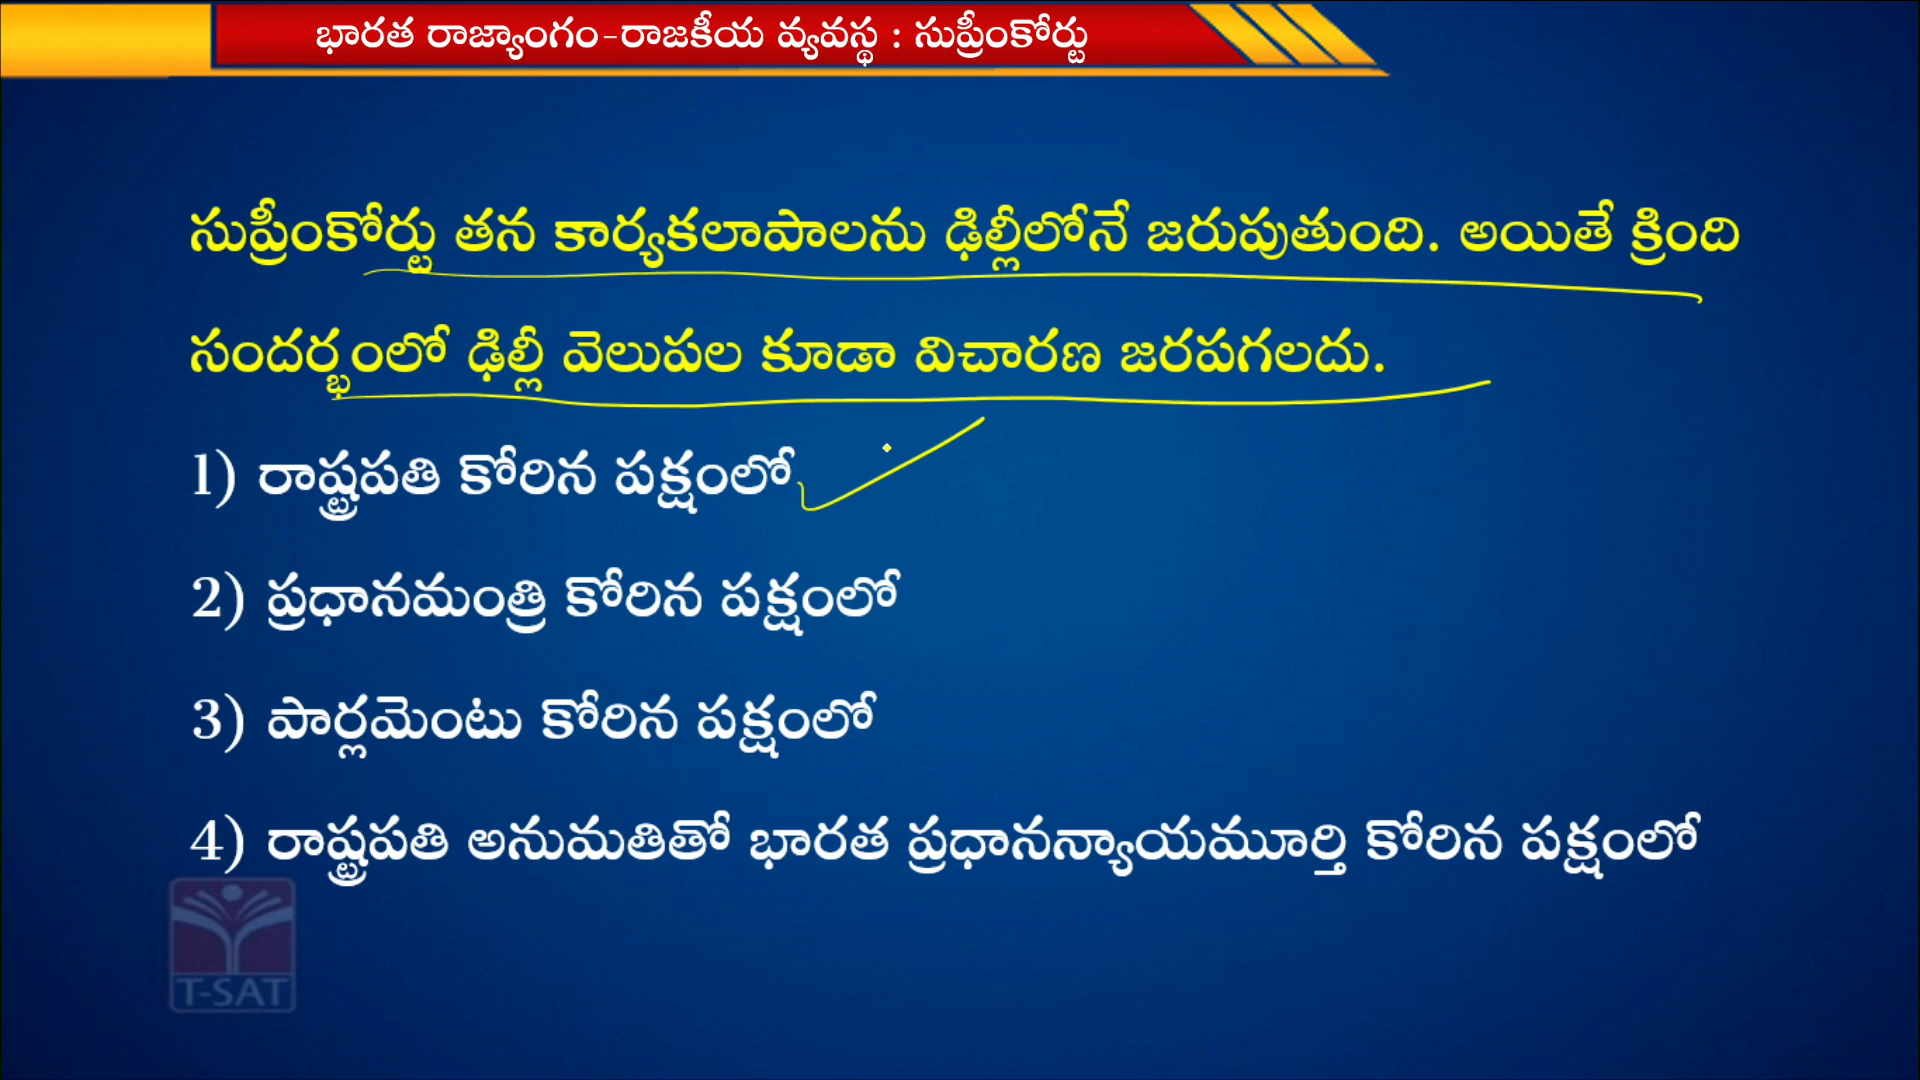 భారత రాజ్యాంగం-రాజకీయ వ్యవస్థ : సుప్రీంకోర్టు
సుప్రీంకోర్టు తన కార్యకలాపాలను ఢిల్లీలోనే జరుపుతుంది. అయితే క్రింది
సందర్భంలో ఢిల్లీ వెలుపల కూడా విచారణ జరపగలదు.
1) రాష్ట్రపతి కోరిన పక్షంలో
2) ప్రధానమంత్రి కోరిన పక్షంలో
3) పార్లమెంటు కోరిన పక్షంలో
4) రాష్ట్రపతి అనుమతితో భారత ప్రధానన్యాయమూర్తి కోరిన పక్షంలో
T-SAT